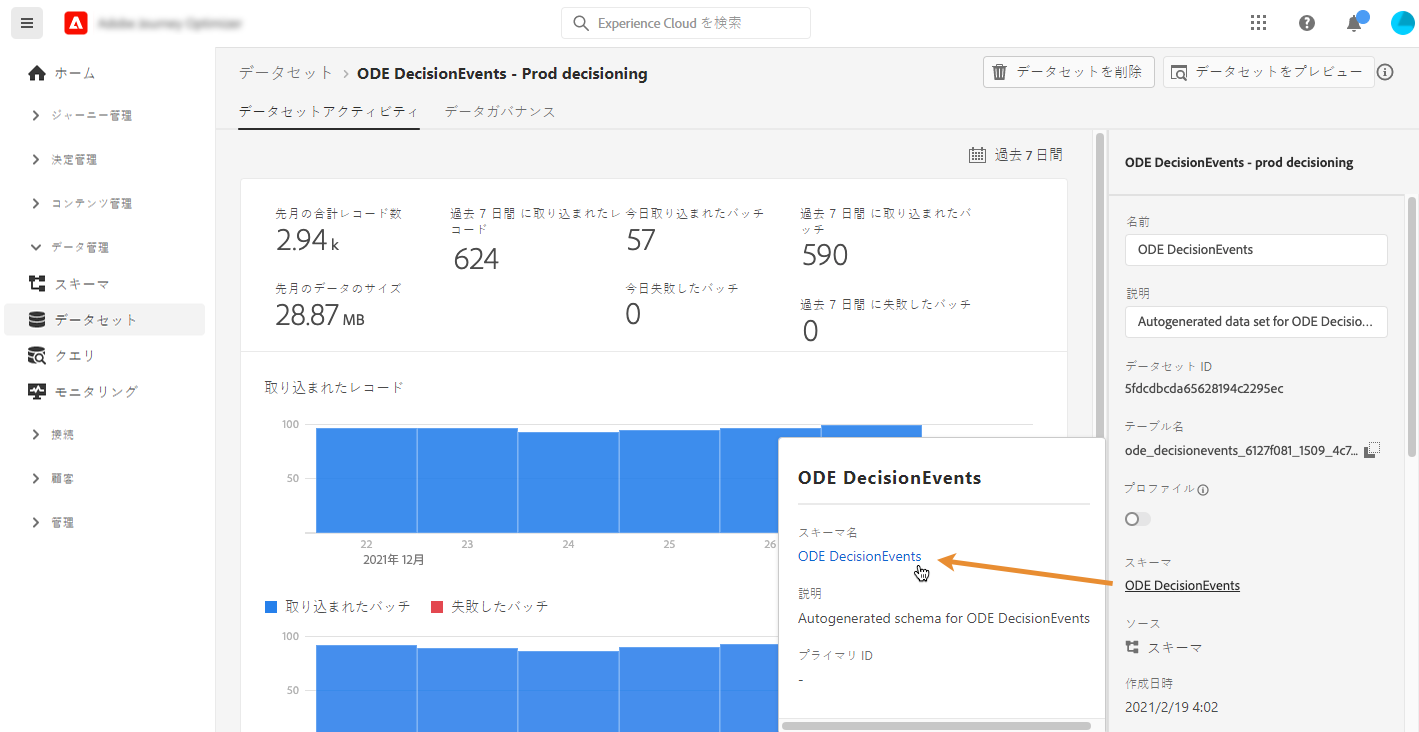 Experience Cloud を検索
ホーム
ジャーニー管理
決定管理
コンテンツ管理
データ管理
スキーマ
データセット
クエリ
モニタリング
接続
顧客
管理
データセット › ODE DecisionEvents - Prod decisioning
データセットを削除
データセットをプレビュー
データセットアクティビティ
データガバナンス
過去 7 日間
先月の合計レコード数
2.94 k
過去 7 日間 に取り込まれたレ
コード
624
今日取り込まれたバッチ
57
過去 7 日間 に取り込まれたバ
ッチ
590
先月のデータのサイズ
28.87 MB
今日失敗したバッチ
0
過去 7 日間 に失敗したバッチ
0
取り込まれたレコード
100
50
22
23
24
25
26
2021年 12月
取り込まれたバッチ
失敗したバッチ
100
50
ODE DecisionEvents
スキーマ名
ODE DecisionEvents
説明
Autogenerated schema for ODE DecisionEvents
プライマリ ID
-
ODE DecisionEvents - prod decisioning
名前
ODE DecisionEvents
説明
Autogenerated data set for ODE Decisio...
データセット ID
5fdcdbcda65628194c2295ec
テーブル名
ode_decisionevents_6127f081_1509_4c7...
プロファイル
スキーマ
ODE DecisionEvents
ソース
スキーマ
作成日時
2021/2/19 4:02